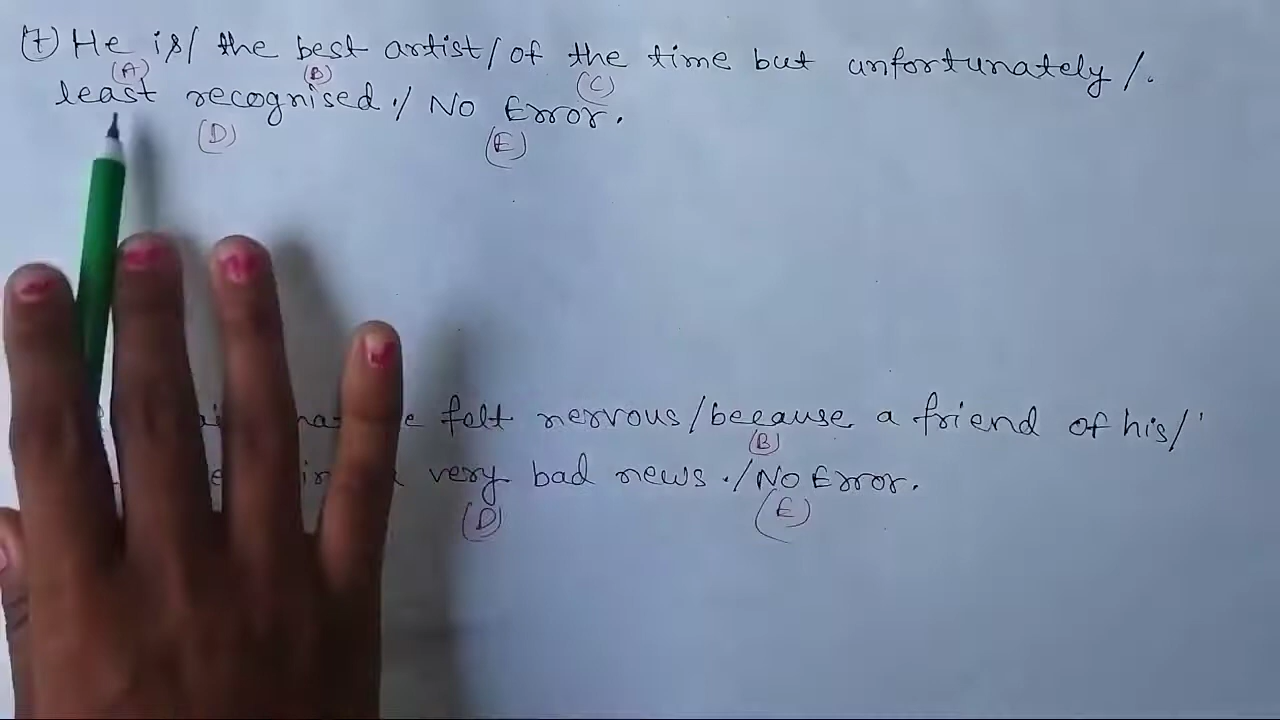 (7) He is/ the best artist/ of the time but unfortunately/.
(A) (B) (C)
least recognised./ No Error.
(D) (E)
felt nervous/because a friend of his/
(B)
very bad news./No Error.
(D) (E)